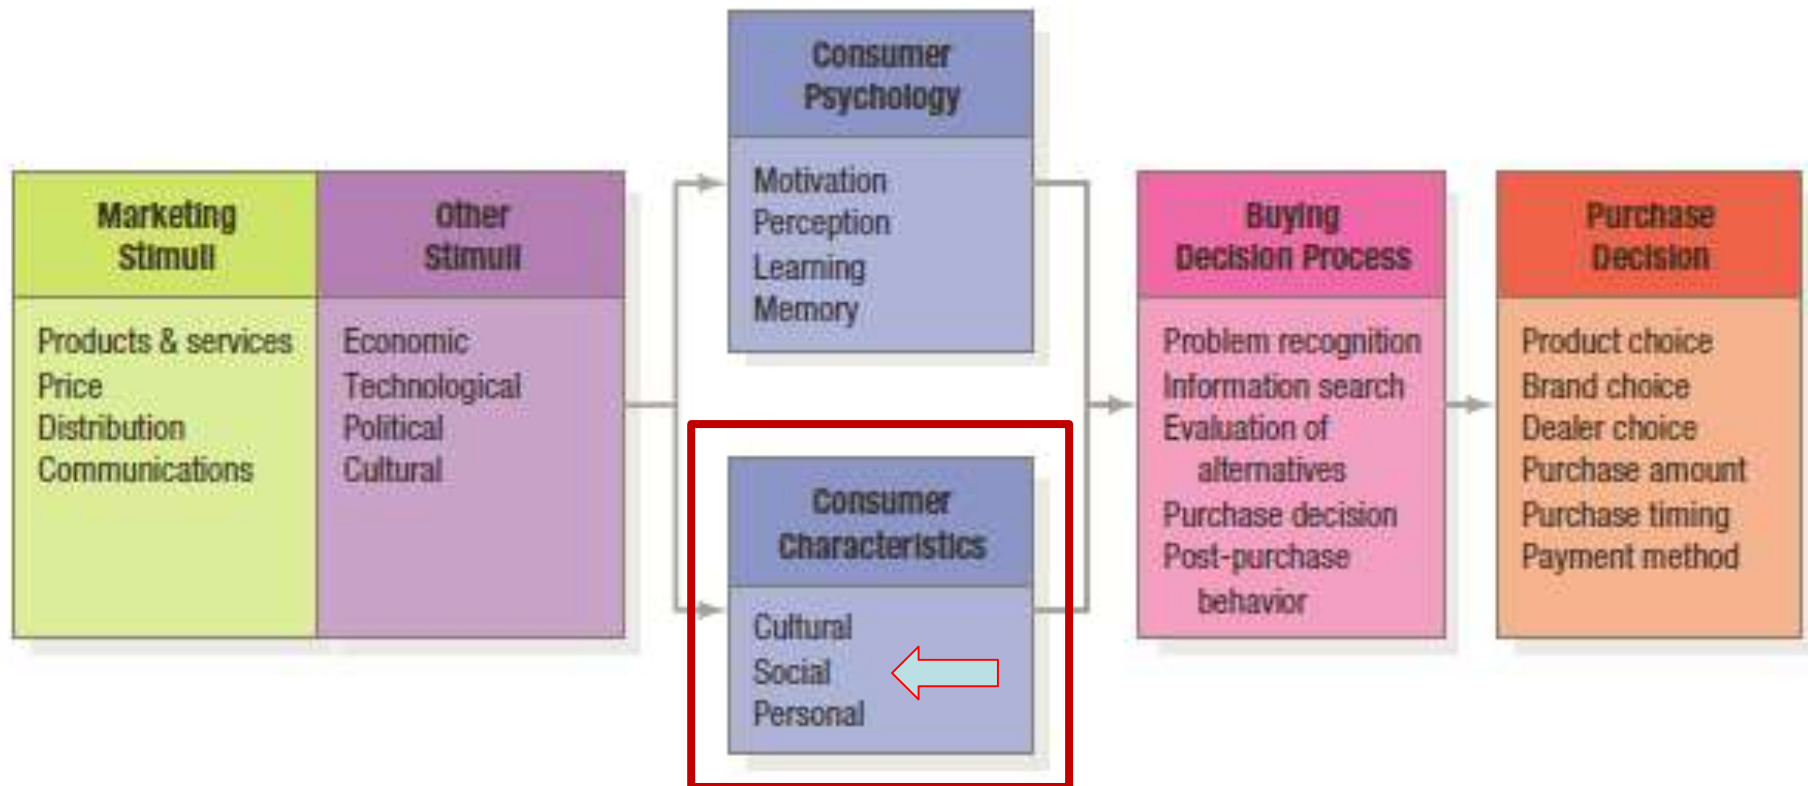 Marketing
Stimuli
Products & services
Price
Distribution
Communications
Other
Stimuli
Economic
Technological
Political
Cultural
Consumer
Psychology
Motivation
Perception
Learning
Memory
Consumer
Characteristics
Cultural
Social
Personal
Buying
Decision Process
Problem recognition
Information search
Evaluation of
alternatives
Purchase decision
Post-purchase
behavior
Purchase
Decision
Product choice
Brand choice
Dealer choice
Purchase amount
Purchase timing
Payment method